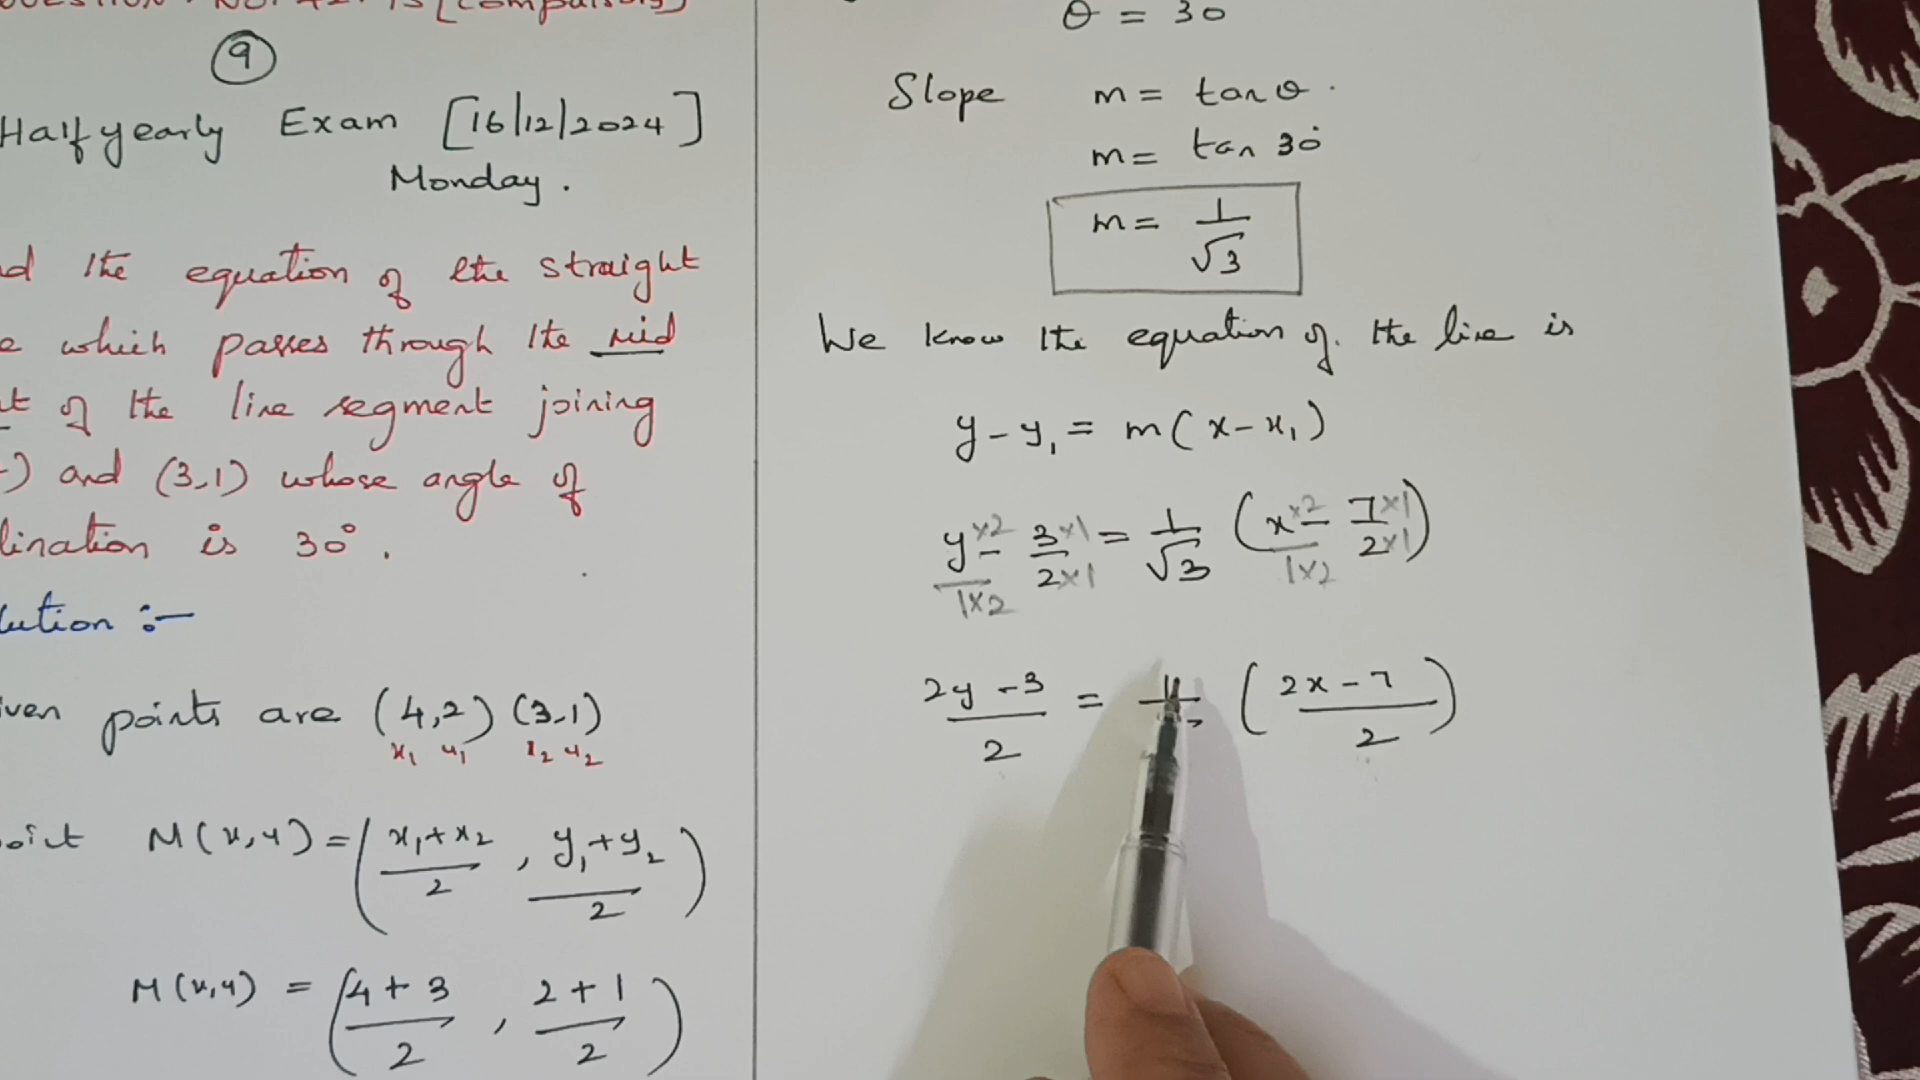 9
Half yearly Exam [16/12/2024]
Monday.
the equation of the straight
which passes through the mid
of the line segment joining
) and (3,1) whose angle of
is 30°.
:-
points are (4,2) (3,1)
x₁ y₁ x₂ y₂
M(x,y) = (x₁+x₂/2 , y₁+y₂/2)
M(x,y) = (4+3/2 , 2+1/2)
θ = 30
Slope m = tan θ.
m = tan 30°
m = 1/√3
We know the equation of the line is
y-y₁ = m(x-x₁)
y×2/1×2 - 3×1/2×1 = 1/√3 (x×2/1×2 - 7×1/2×1)
2y-3/2 = (2x-7/2)